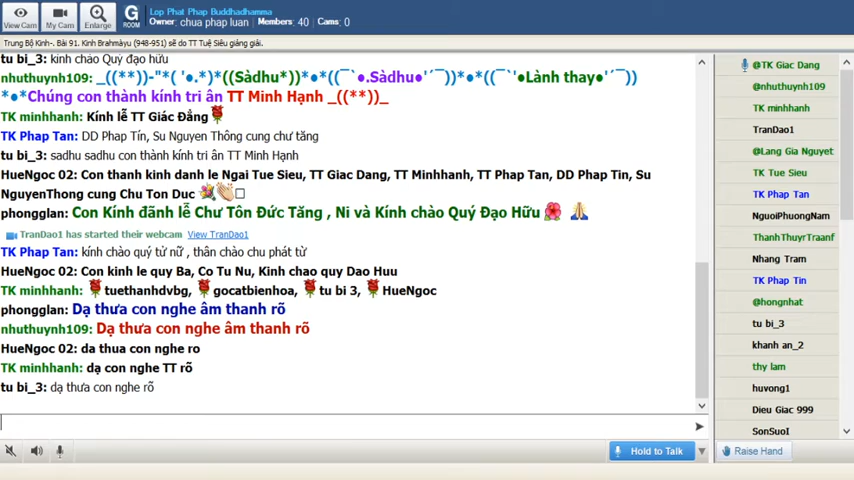 Lop Phat Phap Buddhadhamma
Owner: chua phap luan Members: 40 Cams: 0
View Cam
My Cam
Enlarge
G
ROOM
Trung Bộ Kinh-. Bài 91. Kinh Brahmàyu (948-951) sẽ do TT Tuệ Siêu giảng giải.
tu bi_3: kính chào Quý đạo hữu
nhuthuynh109: _((**))-"*( '●.*)*((Sàdhu*))*●*((¯`●.Sàdhu●'´¯))*●*((¯`'●Lành thay●'´¯))
*●*Chúng con thành kính tri ân TT Minh Hạnh _((**))_
TK minhhanh: Kính lễ TT Giác Đẳng
TK Phap Tan: DD Phap Tín, Su Nguyen Thông cung chư tăng
tu bi_3: sadhu sadhu con thành kính tri ân TT Minh Hạnh
HueNgoc 02: Con thanh kinh danh le Ngai Tue Sieu, TT Giac Dang, TT Minhhanh, TT Phap Tan, DD Phap Tin, Su
NguyenThong cung Chu Ton Duc
phongglan: Con Kính đãnh lễ Chư Tôn Đức Tăng , Ni và Kính chào Quý Đạo Hữu
TranDao1 has started their webcam View TranDao1
TK Phap Tan: kính chào quý tử nữ , thân chào chu phát từ
HueNgoc 02: Con kinh le quy Ba, Co Tu Nu, Kinh chao quy Dao Huu
TK minhhanh: tuethanhdvbg, gocatbienhoa, tu bi 3, HueNgoc
phongglan: Dạ thưa con nghe âm thanh rõ
nhuthuynh109: Dạ thưa con nghe âm thanh rõ
HueNgoc 02: da thua con nghe ro
TK minhhanh: dạ con nghe TT rõ
tu bi_3: dạ thưa con nghe rõ
Hold to Talk
@TK Giac Dang
@nhuthuynh109
TK minhhanh
TranDao1
@Lang Gia Nguyet
TK Tue Sieu
TK Phap Tan
NguoiPhuongNam
ThanhThuyrTraanf
Nhang Tram
TK Phap Tin
@hongnhat
tu bi_3
khanh an_2
thy lam
huvong1
Dieu Giac 999
SonSuoI
Raise Hand